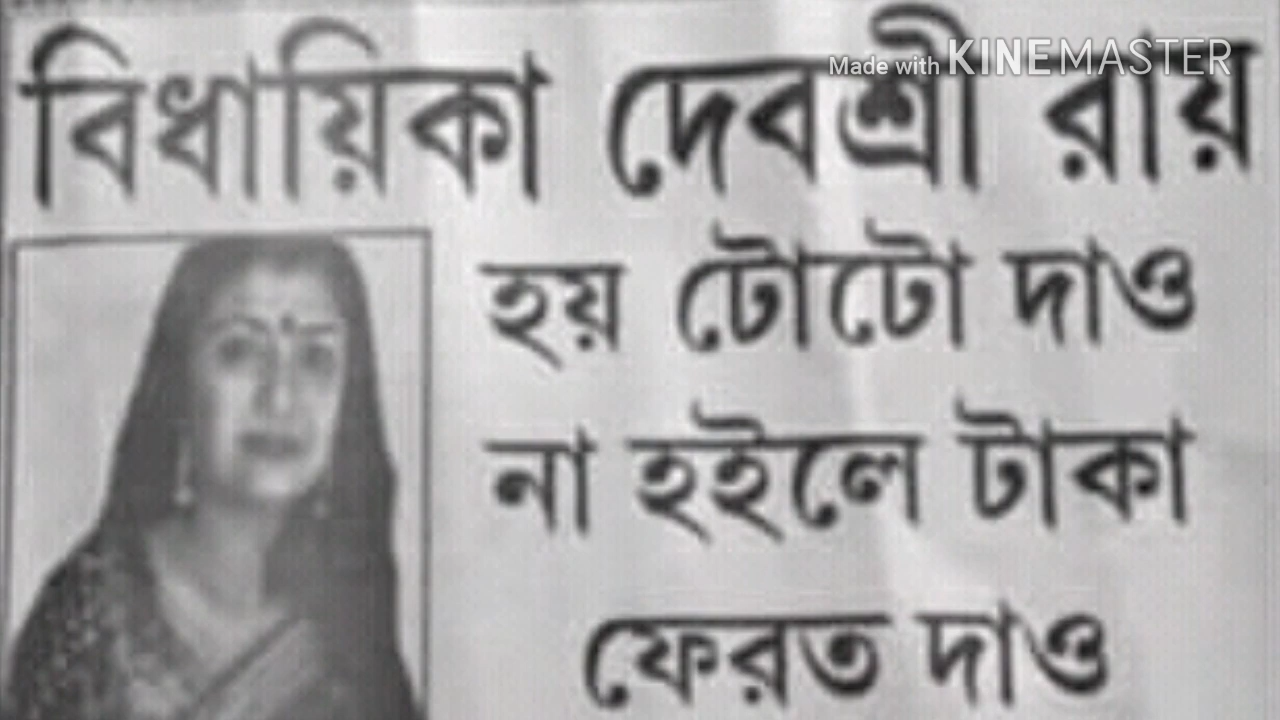 Made with KINEMASTER
বিধায়িকা দেবশ্রী রায়
হয় টোটো দাও
না হইলে টাকা
ফেরত দাও